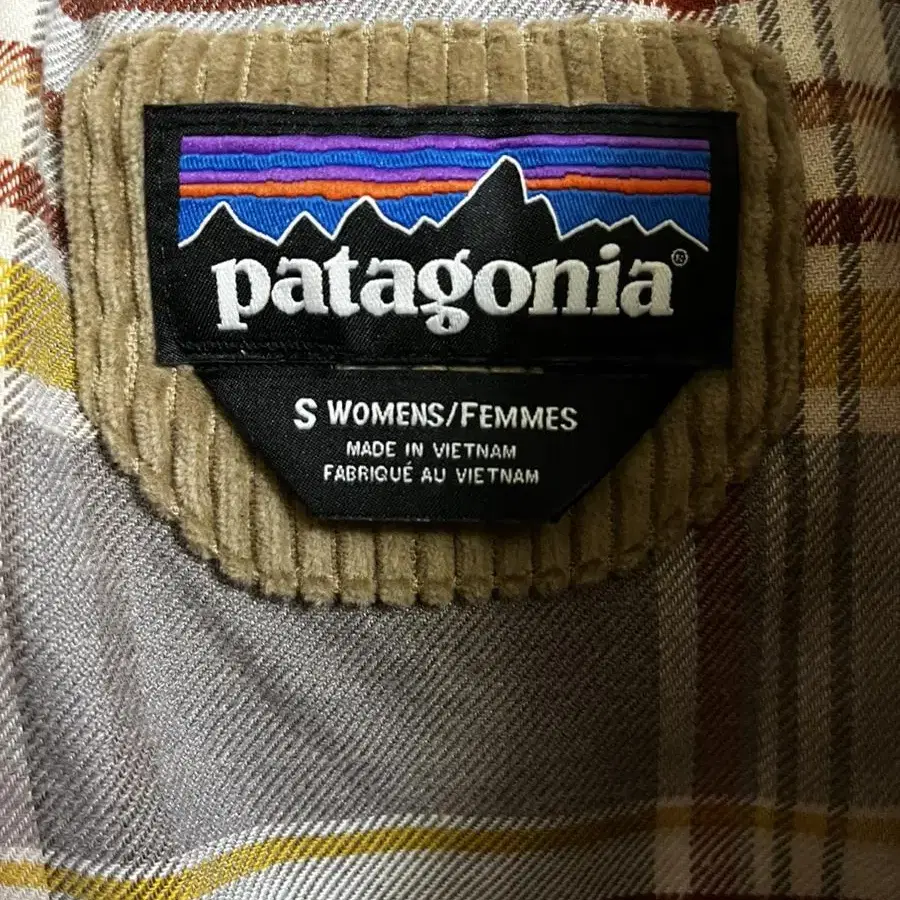 patagonia®
S WOMENS/FEMMES
MADE IN VIETNAM
FABRIQUÉ AU VIETNAM